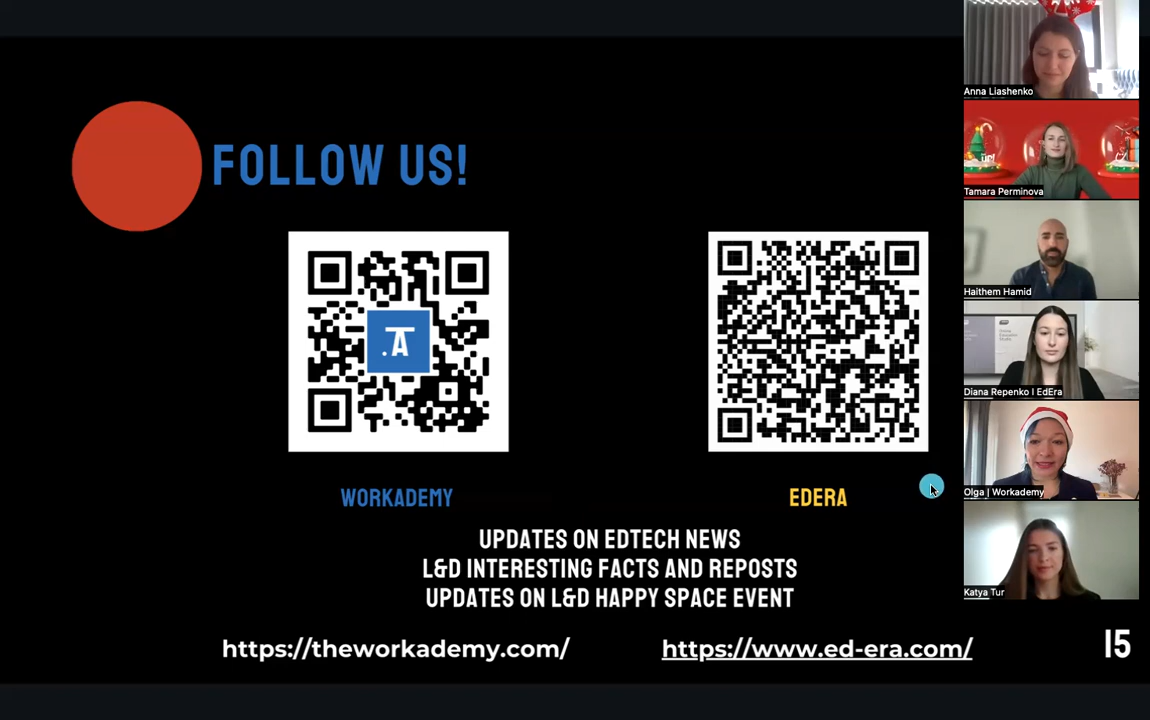 FOLLOW US!
.A
WORKADEMY
EDERA
UPDATES ON EDTECH NEWS
L&D INTERESTING FACTS AND REPOSTS
UPDATES ON L&D HAPPY SPACE EVENT
https://theworkademy.com/
https://www.ed-era.com/
15
Anna Liashenko
Tamara Perminova
Haithem Hamid
Diana Repenko I EdEra
Olga | Workademy
Katya Tur